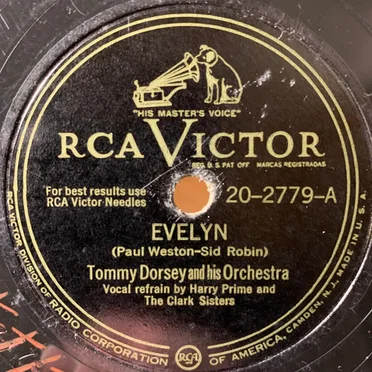 "HIS MASTER'S VOICE"
RCA VICTOR
REG. U. S. PAT. OFF. MARCAS REGISTRADAS
For best results use
RCA Victor Needles
20-2779-A
EVELYN
(Paul Weston-Sid Robin)
Tommy Dorsey and his Orchestra
Vocal refrain by Harry Prime and
The Clark Sisters
RCA VICTOR DIVISION OF RADIO CORPORATION OF AMERICA, CAMDEN, N.J. MADE IN U.S.A.
RCA